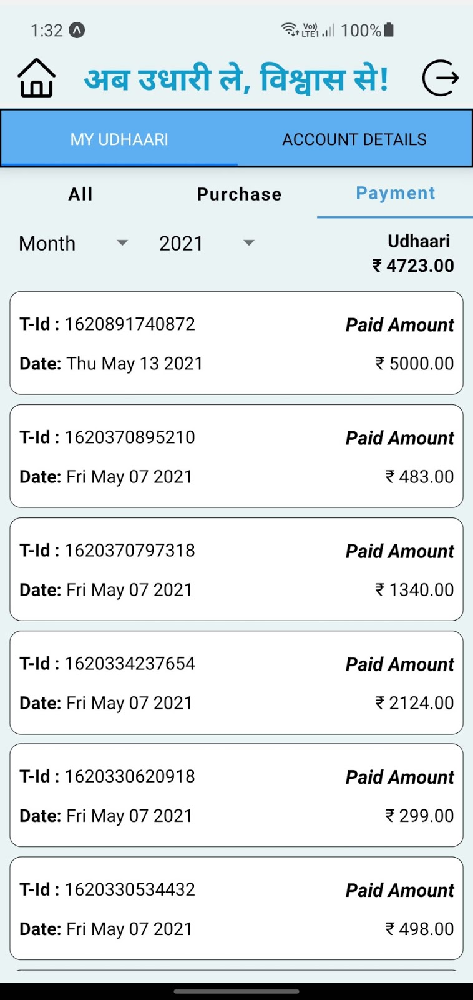 1:32 Vo)) LTE1 100%
अब उधारी ले, विश्वास से!
MY UDHAARI ACCOUNT DETAILS
All Purchase Payment
Month 2021 Udhaari
₹ 4723.00
T-Id : 1620891740872 Paid Amount
Date: Thu May 13 2021 ₹ 5000.00
T-Id : 1620370895210 Paid Amount
Date: Fri May 07 2021 ₹ 483.00
T-Id : 1620370797318 Paid Amount
Date: Fri May 07 2021 ₹ 1340.00
T-Id : 1620334237654 Paid Amount
Date: Fri May 07 2021 ₹ 2124.00
T-Id : 1620330620918 Paid Amount
Date: Fri May 07 2021 ₹ 299.00
T-Id : 1620330534432 Paid Amount
Date: Fri May 07 2021 ₹ 498.00